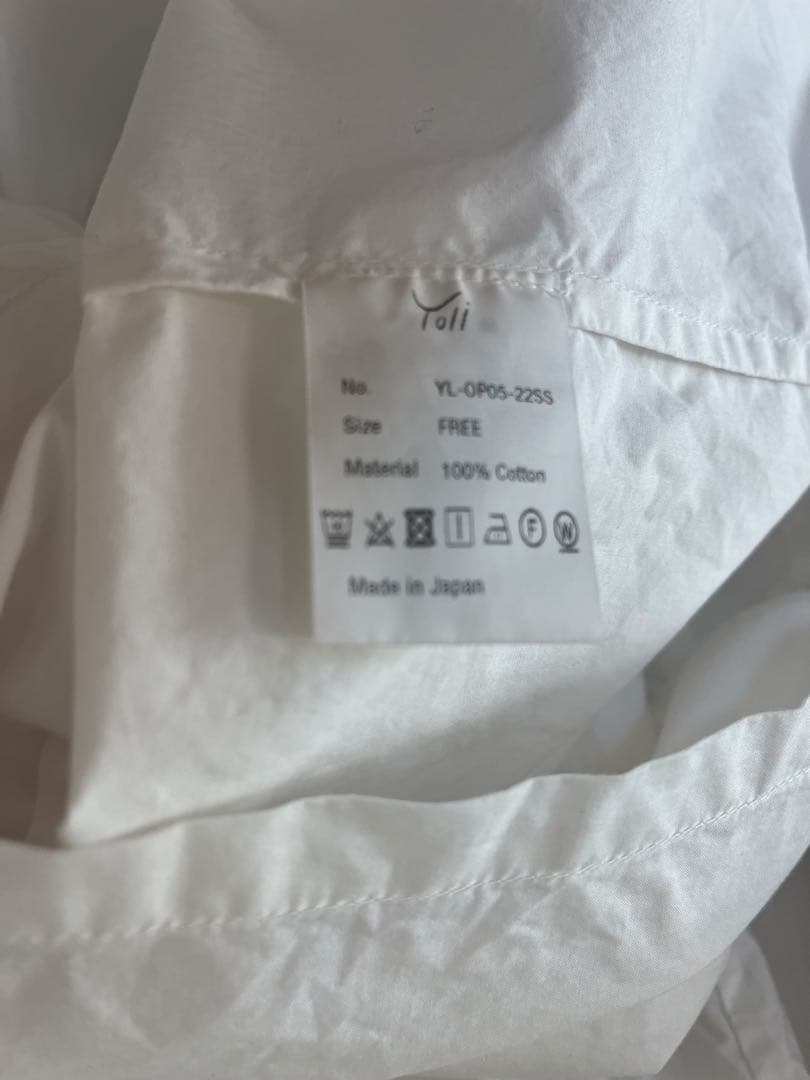 Yoli
No. YL-OP05-22SS
Size FREE
Material 100% Cotton
F W
Made in Japan